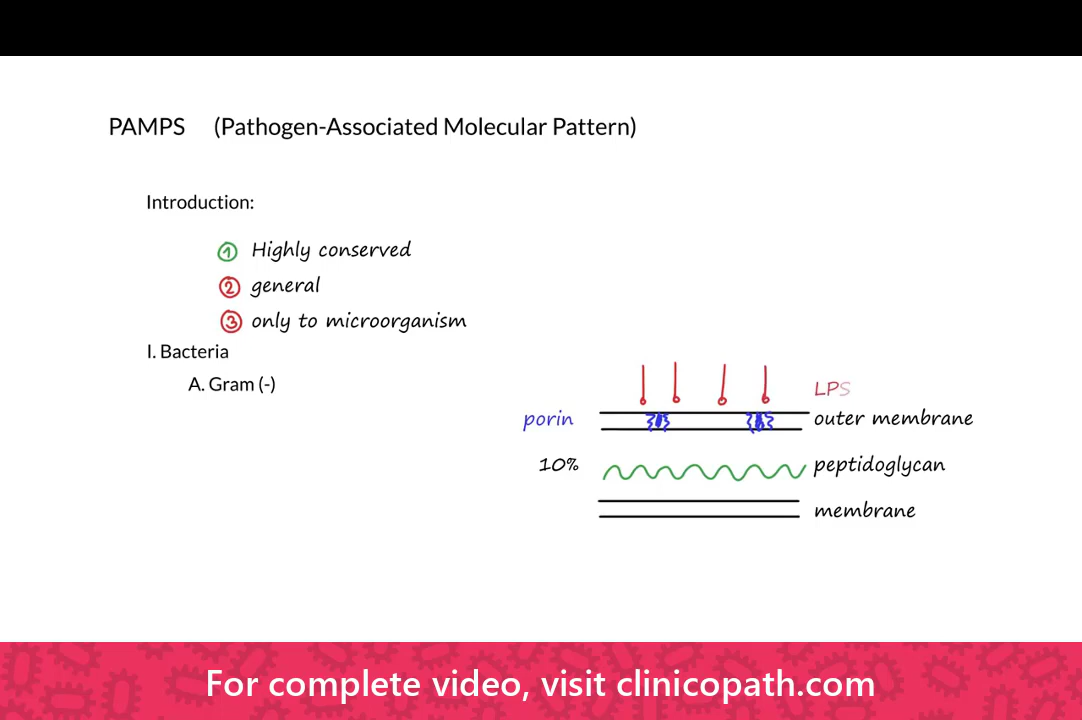 PAMPS (Pathogen-Associated Molecular Pattern)
Introduction:
1 Highly conserved
2 general
3 only to microorganism
I. Bacteria
A. Gram (-)
LPS
porin outer membrane
10% peptidoglycan
membrane
For complete video, visit clinicopath.com